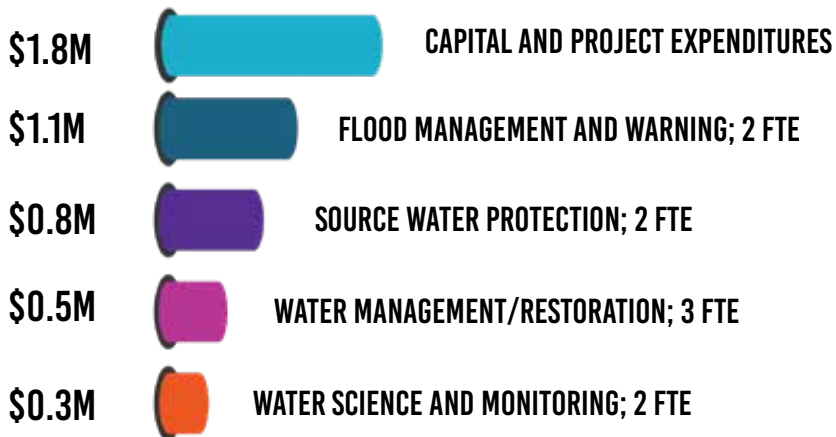 $1.8M CAPITAL AND PROJECT EXPENDITURES
$1.1M FLOOD MANAGEMENT AND WARNING; 2 FTE
$0.8M SOURCE WATER PROTECTION; 2 FTE
$0.5M WATER MANAGEMENT/RESTORATION; 3 FTE
$0.3M WATER SCIENCE AND MONITORING; 2 FTE